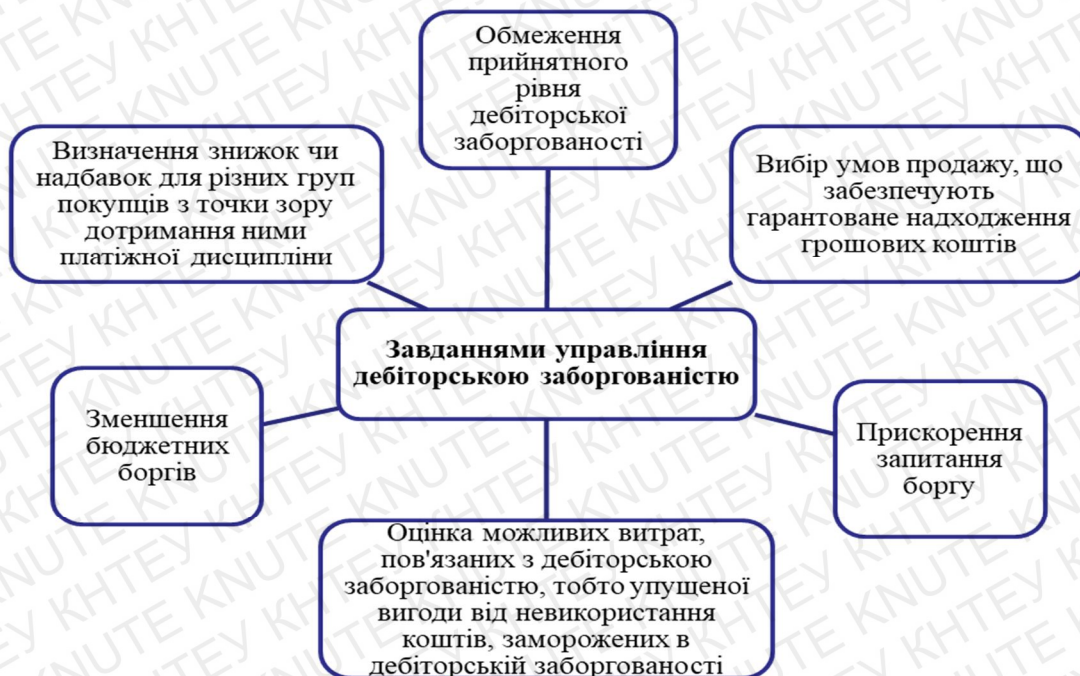 Обмеження
прийнятного
рівня
дебіторської
заборгованості
Визначення знижок чи
надбавок для різних груп
покупців з точки зору
дотримання ними
платіжної дисципліни
Вибір умов продажу, що
забезпечують
гарантоване надходження
грошових коштів
Завданнями управління
дебіторською заборгованістю
Зменшення
бюджетних
боргів
Прискорення
запитання
боргу
Оцінка можливих витрат,
пов'язаних з дебіторською
заборгованістю, тобто упущеної
вигоди від невикористання
коштів, заморожених в
дебіторській заборгованості